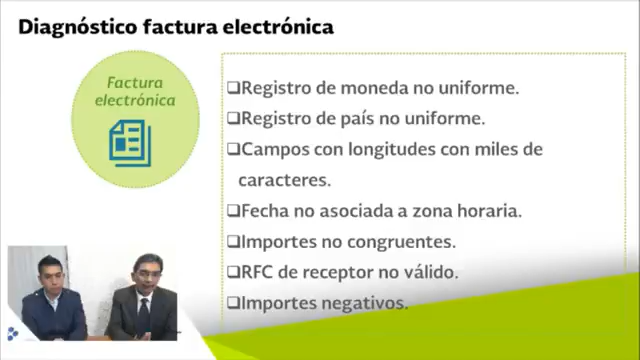 Diagnóstico factura electrónica
Factura
electrónica
❑Registro de moneda no uniforme.
❑Registro de país no uniforme.
❑Campos con longitudes con miles de
caracteres.
❑Fecha no asociada a zona horaria.
❑Importes no congruentes.
❑RFC de receptor no válido.
❑Importes negativos.